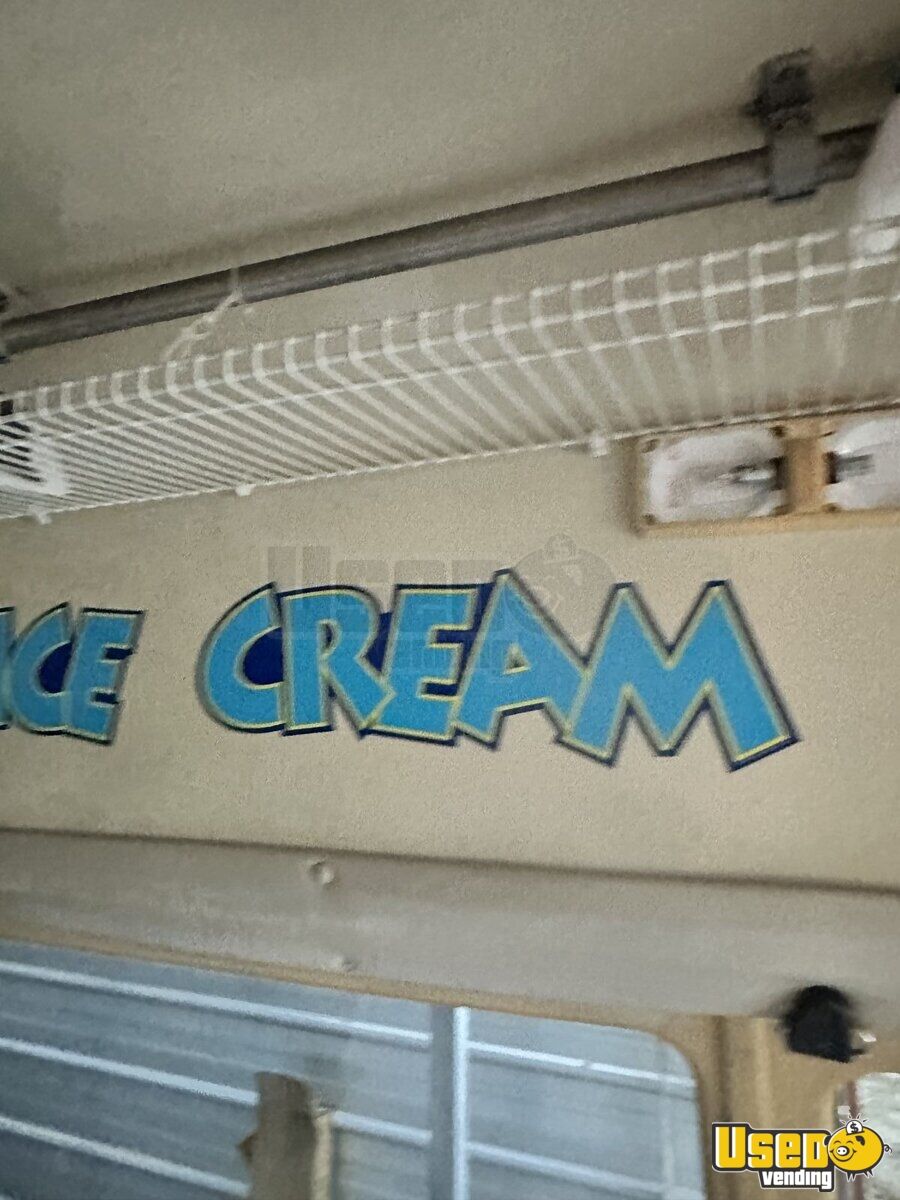 ICE CREAM
USED
vending